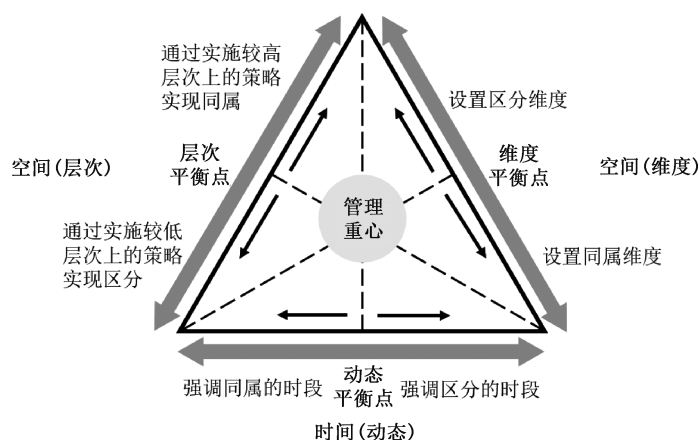 通过实施较高
层次上的策略
实现同属
设置区分维度
空间(层次)
层次
平衡点
维度
平衡点
空间(维度)
管理
重心
通过实施较低
层次上的策略
实现区分
设置同属维度
强调同属的时段
动态
平衡点
强调区分的时段
时间(动态)